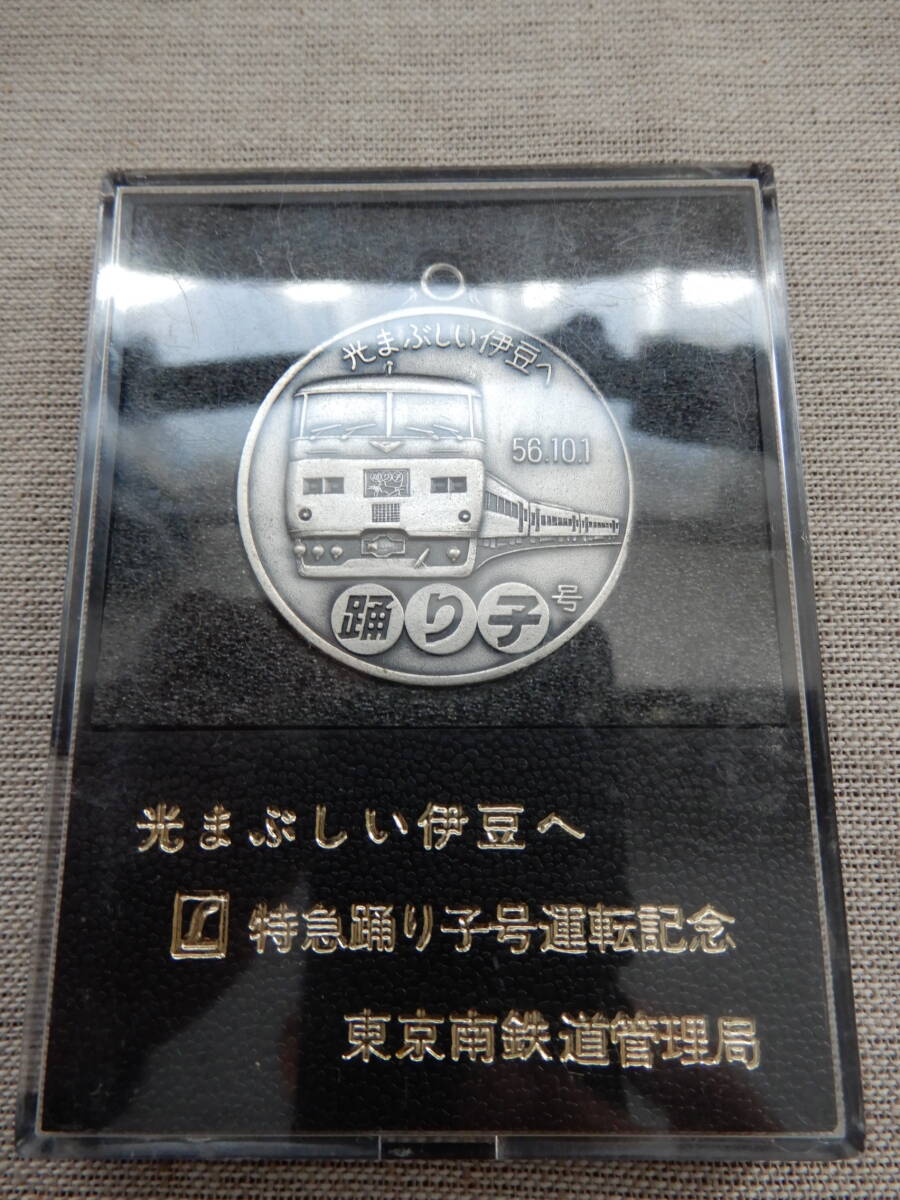 光まぶしい伊豆へ
56.10.1
踊り子号
光まぶしい伊豆へ
L 特急踊り子号運転記念
東京南鉄道管理局